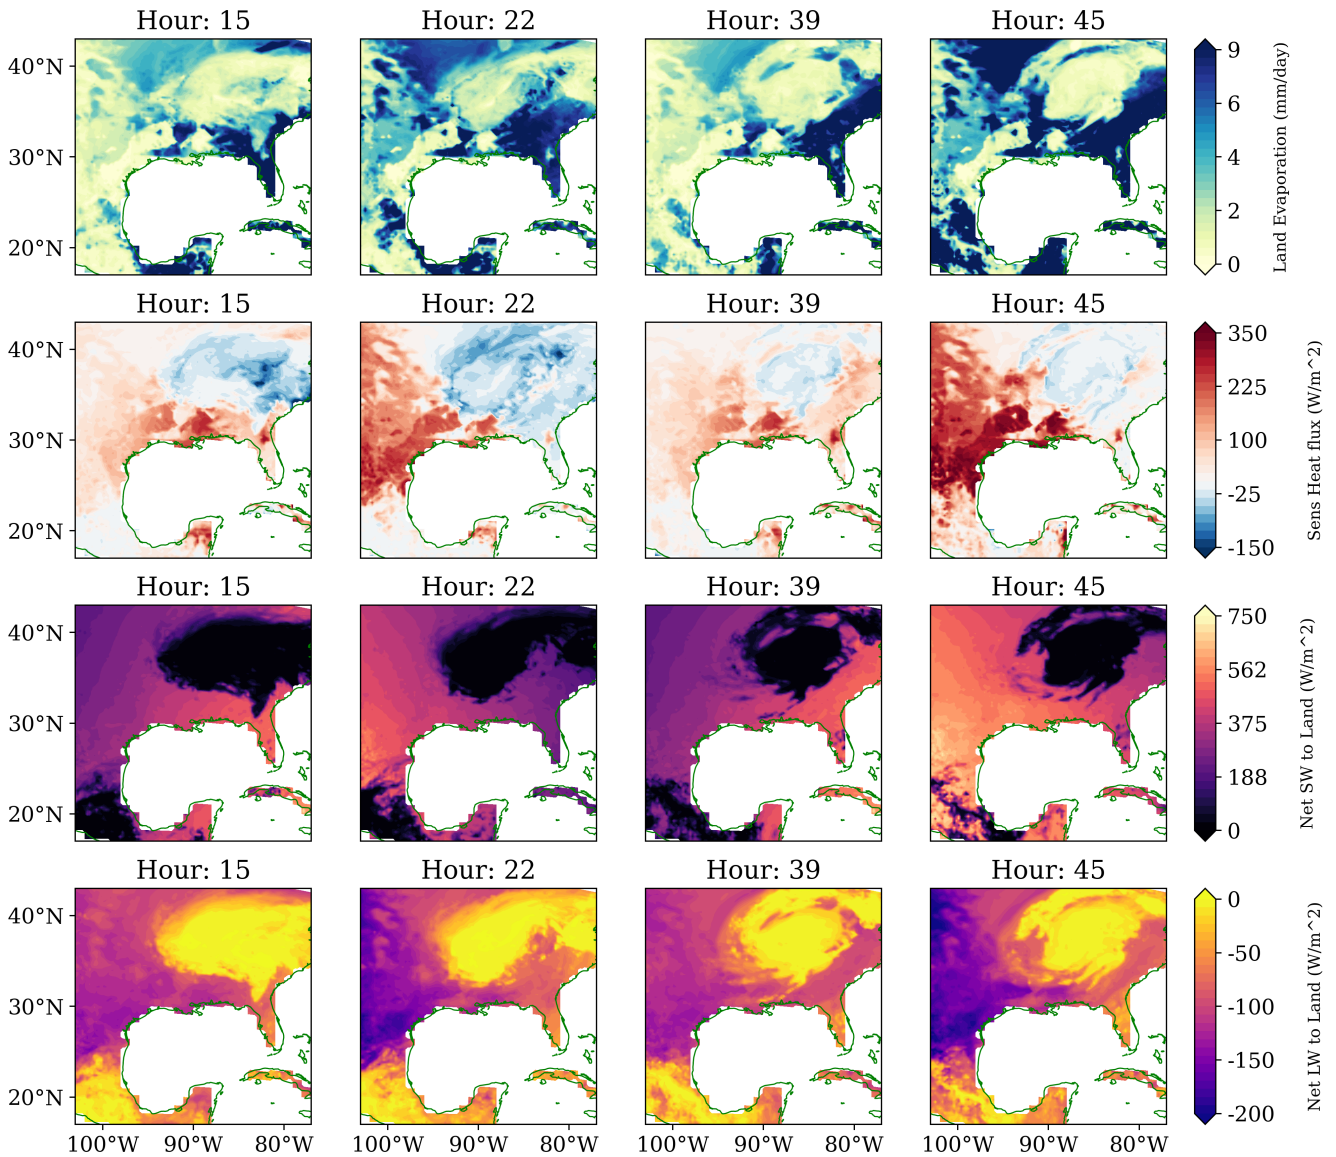 Hour: 15
Hour: 22
Hour: 39
Hour: 45
40°N
30°N
20°N
9
6
4
2
0
Land Evaporation (mm/day)
Hour: 15
Hour: 22
Hour: 39
Hour: 45
40°N
30°N
20°N
350
225
100
-25
-150
Sens Heat flux (W/m^2)
Hour: 15
Hour: 22
Hour: 39
Hour: 45
40°N
30°N
20°N
750
562
375
188
0
Net SW to Land (W/m^2)
Hour: 15
Hour: 22
Hour: 39
Hour: 45
40°N
30°N
20°N
0
-50
-100
-150
-200
Net LW to Land (W/m^2)
100°W 90°W 80°W
100°W 90°W 80°W
100°W 90°W 80°W
100°W 90°W 80°W